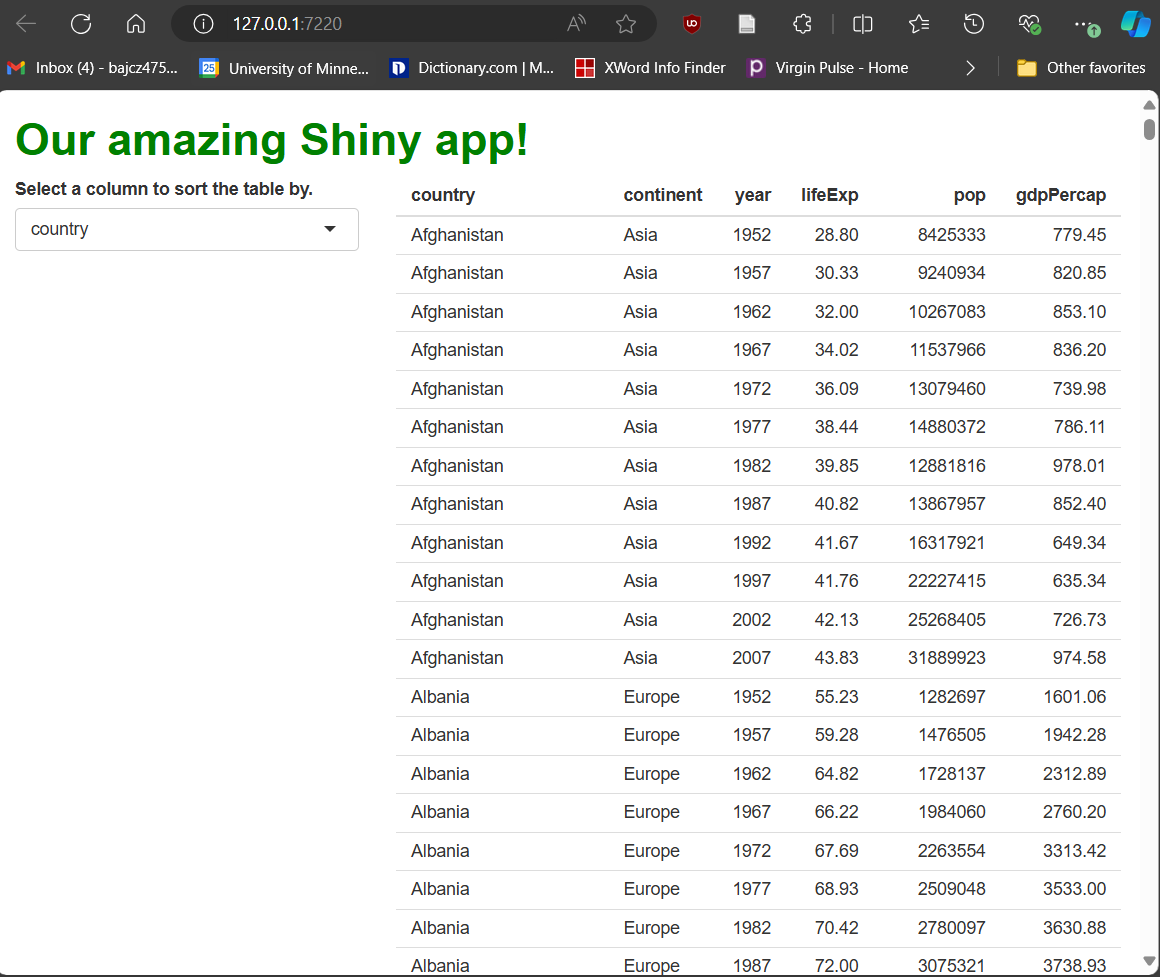 127.0.0.1:7220
Inbox (4) - bajcz475... 25 University of Minne... Dictionary.com | M... XWord Info Finder Virgin Pulse - Home Other favorites
Our amazing Shiny app!
Select a column to sort the table by.
country
country continent year lifeExp pop gdpPercap
Afghanistan Asia 1952 28.80 8425333 779.45
Afghanistan Asia 1957 30.33 9240934 820.85
Afghanistan Asia 1962 32.00 10267083 853.10
Afghanistan Asia 1967 34.02 11537966 836.20
Afghanistan Asia 1972 36.09 13079460 739.98
Afghanistan Asia 1977 38.44 14880372 786.11
Afghanistan Asia 1982 39.85 12881816 978.01
Afghanistan Asia 1987 40.82 13867957 852.40
Afghanistan Asia 1992 41.67 16317921 649.34
Afghanistan Asia 1997 41.76 22227415 635.34
Afghanistan Asia 2002 42.13 25268405 726.73
Afghanistan Asia 2007 43.83 31889923 974.58
Albania Europe 1952 55.23 1282697 1601.06
Albania Europe 1957 59.28 1476505 1942.28
Albania Europe 1962 64.82 1728137 2312.89
Albania Europe 1967 66.22 1984060 2760.20
Albania Europe 1972 67.69 2263554 3313.42
Albania Europe 1977 68.93 2509048 3533.00
Albania Europe 1982 70.42 2780097 3630.88
Albania Europe 1987 72.00 3075321 3738.93